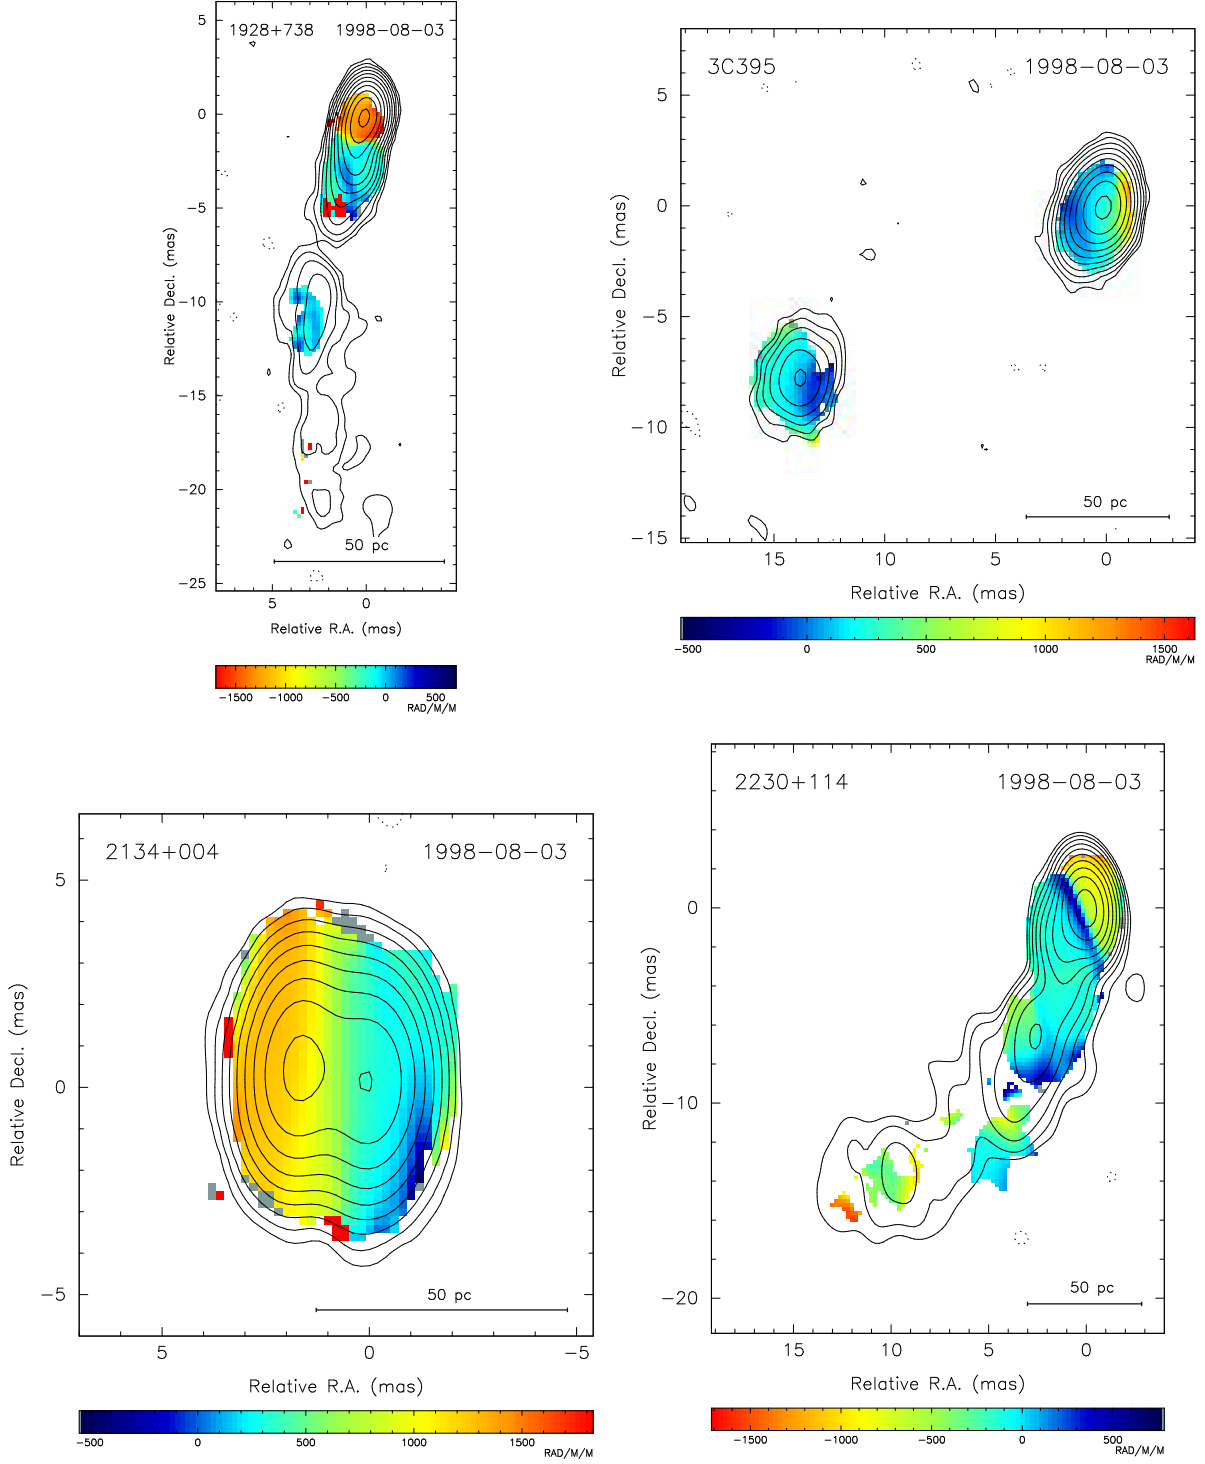 1928+738 1998-08-03
5
0
-5
-10
-15
-20
-25
Relative Decl. (mas)
50 pc
5 0
Relative R.A. (mas)
-1500 -1000 -500 0 500
RAD/M/M
3C395 1998-08-03
5
0
-5
-10
-15
Relative Decl. (mas)
50 pc
15 10 5 0
Relative R.A. (mas)
-500 0 500 1000 1500
RAD/M/M
2134+004 1998-08-03
5
0
-5
Relative Decl. (mas)
50 pc
5 0 -5
Relative R.A. (mas)
-500 0 500 1000 1500
RAD/M/M
2230+114 1998-08-03
0
-10
-20
Relative Decl. (mas)
50 pc
15 10 5 0
Relative R.A. (mas)
-1500 -1000 -500 0 500
RAD/M/M